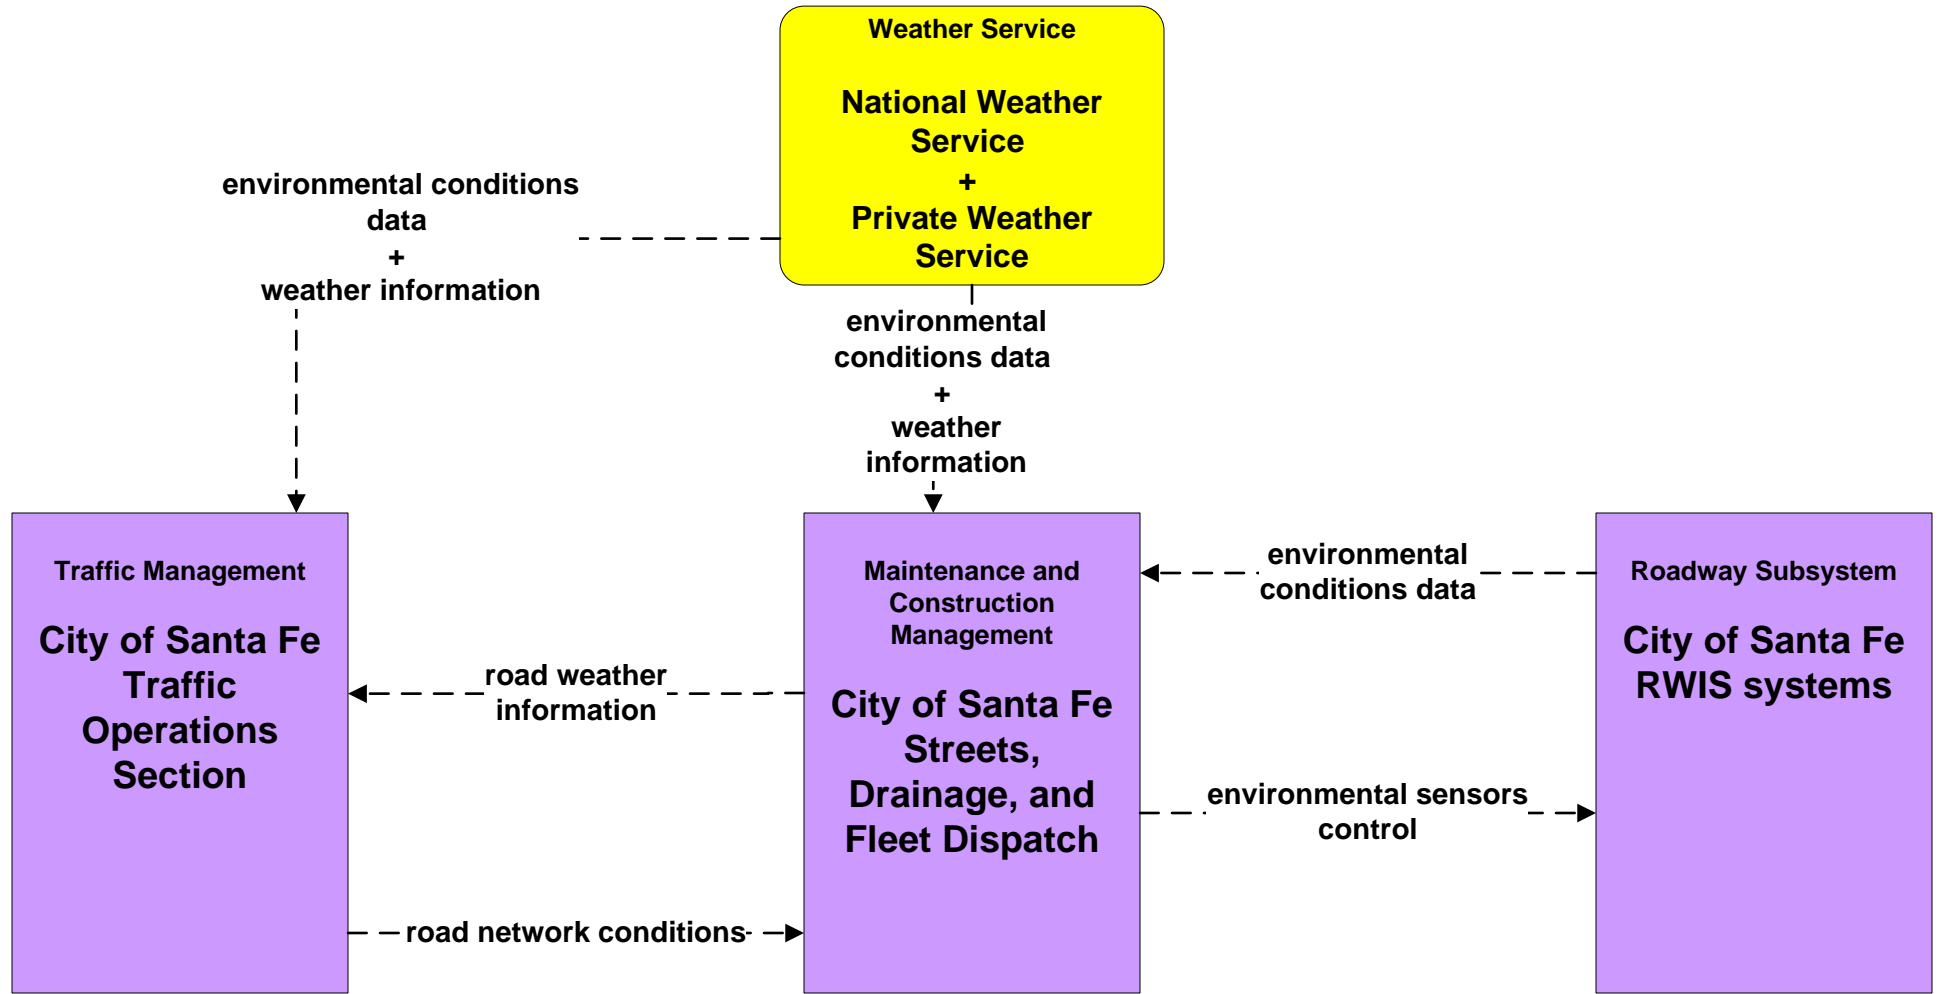 Weather Service
National Weather
Service
+
Private Weather
Service
environmental conditions
data
+
weather information
environmental
conditions data
+
weather
information
Traffic Management
City of Santa Fe
Traffic
Operations
Section
road weather
information
road network conditions
Maintenance and
Construction
Management
City of Santa Fe
Streets,
Drainage, and
Fleet Dispatch
environmental
conditions data
environmental sensors
control
Roadway Subsystem
City of Santa Fe
RWIS systems